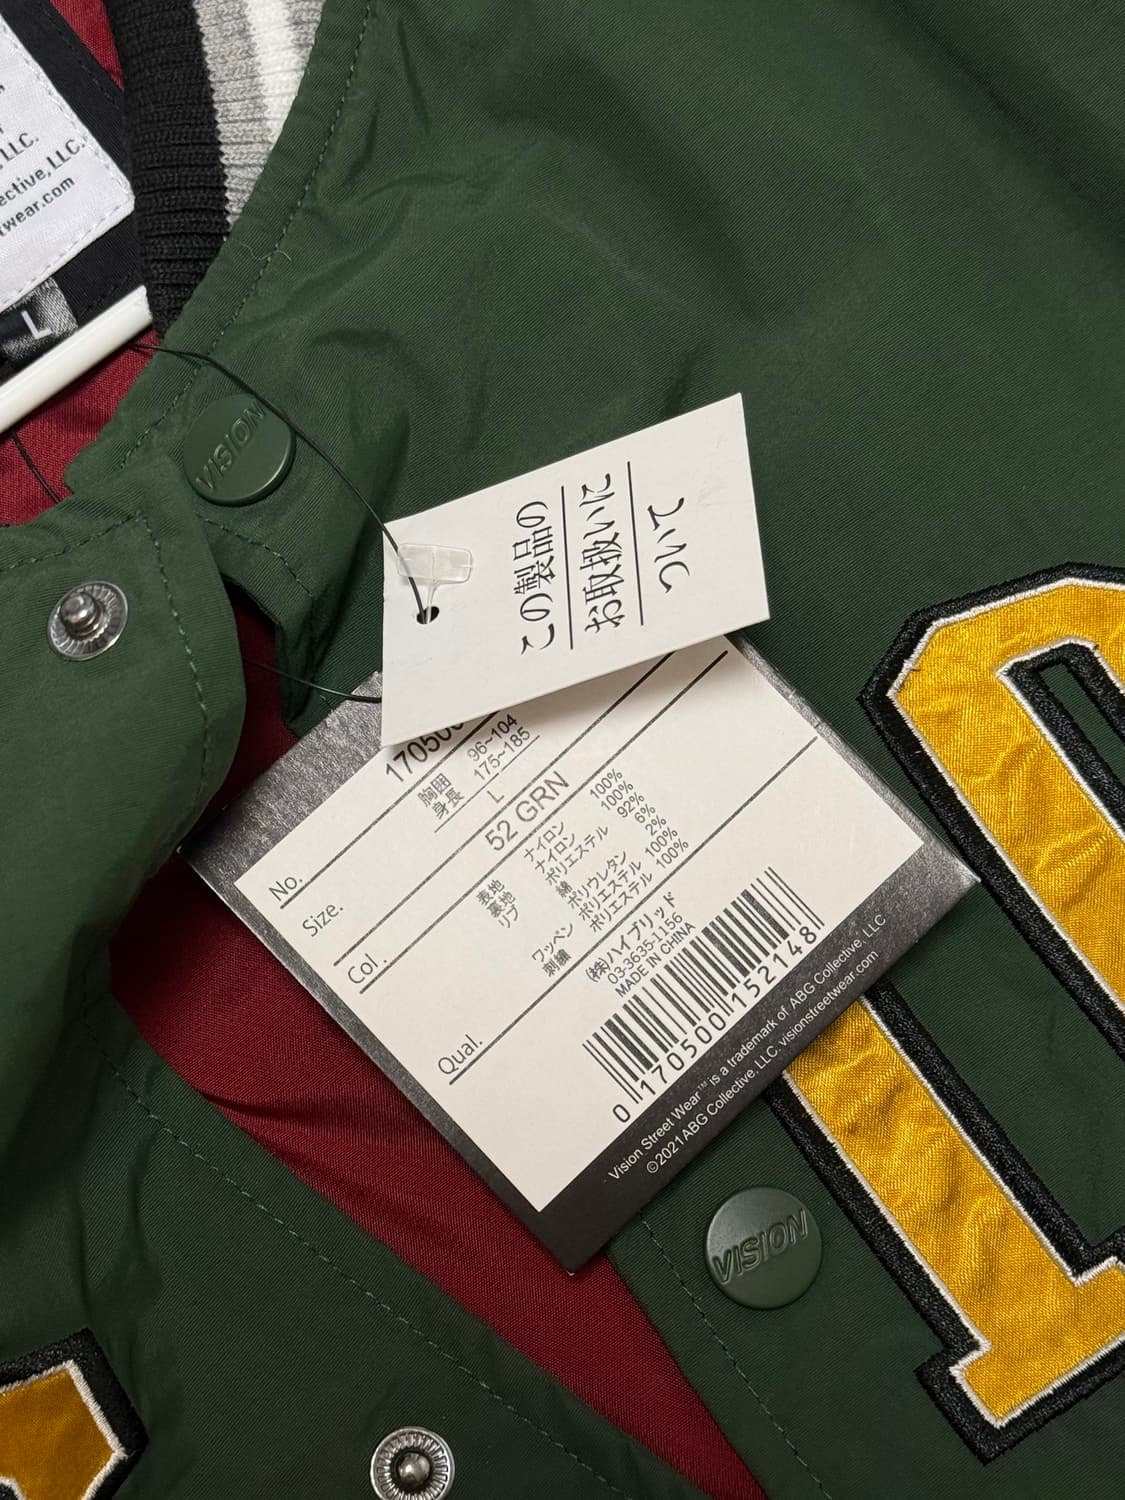 LLC.
ective, LLC.
twear.com
L
VISION
この製品の
お取扱いに
ついて
No. 170500
Size. 胸囲 96~104
身長 175~185
L
Col. 52 GRN
Qual. 表地 ナイロン 100%
裏地 ナイロン 100%
リブ ポリエステル 92%
綿 6%
ポリウレタン 2%
ワッペン ポリエステル 100%
刺繍 ポリエステル 100%
(株)ハイブリッド
03-3635-1156
MADE IN CHINA
0 170500 152148
Vision Street Wear™ is a trademark of ABG Collective, LLC
©2021 ABG Collective. LLC. visionstreetwear.com
VISION